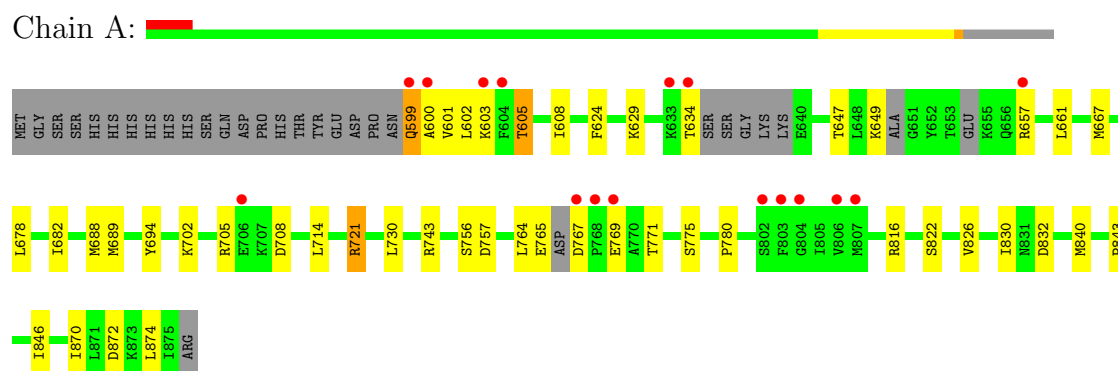 Chain A:
MET GLY SER SER HIS HIS HIS HIS HIS HIS SER GLN ASP PRO HIS THR TYR GLU ASP PRO ASN Q599 A600 V601 L602 K603 F604 T605 I608 F624 K629 K633 T634 SER SER GLY LYS LYS E640 T647 L648 K649 ALA G651 Y652 T653 GLU K655 Q656 R657 L661 M667
L678 I682 M688 M689 Y694 K702 R705 E706 K707 D708 L714 R721 L730 R743 S756 D757 L764 E765 ASP D767 P768 E769 A770 T771 S775 P780 S802 F803 G804 I805 V806 M807 R816 S822 V826 I830 N831 D832 M840 R843
I846 I870 L871 D872 K873 L874 I875 ARG